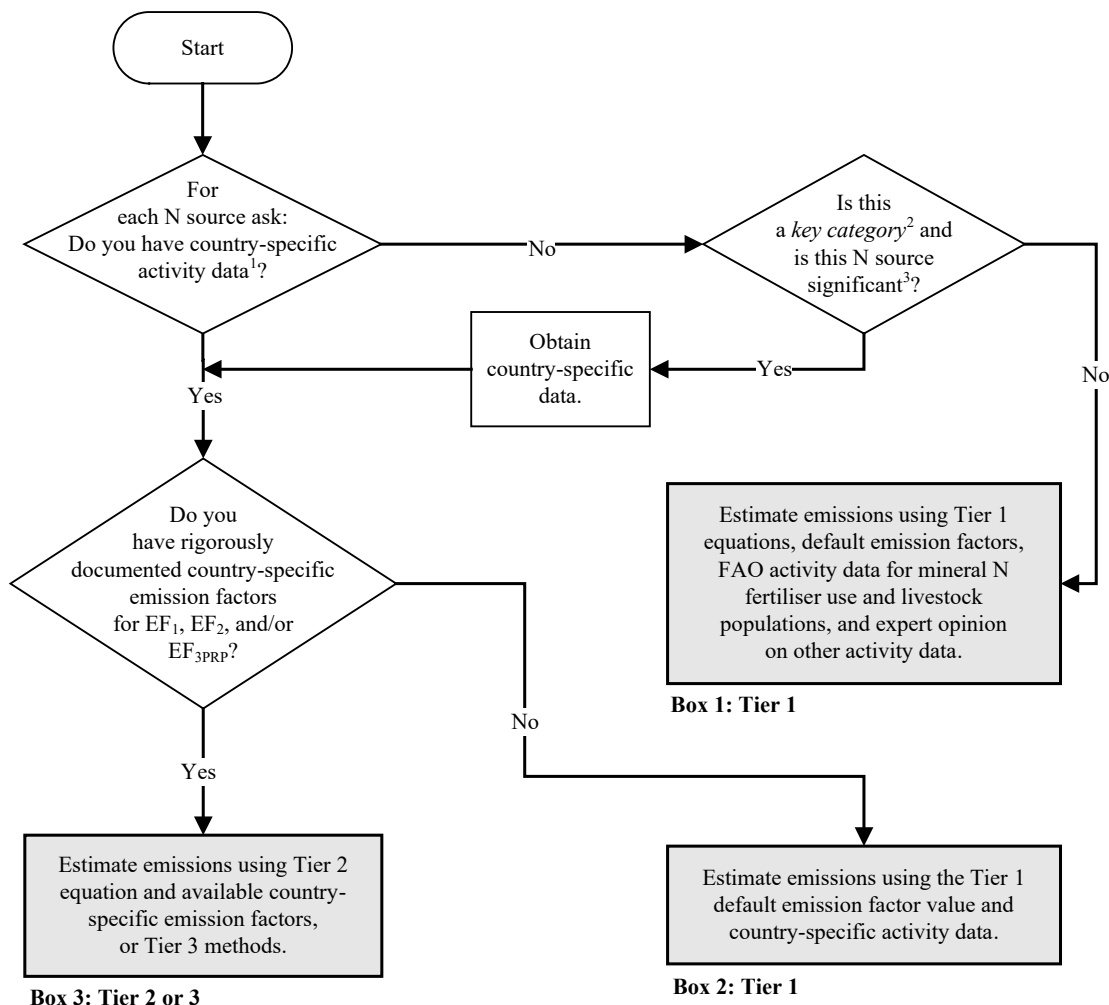 Start
For
each N source ask:
Do you have country-specific
activity data¹?
No
Is this
a key category² and
is this N source
significant³?
Obtain
country-specific
data.
Yes
No
Yes
Do you
have rigorously
documented country-specific
emission factors
for EF₁, EF₂, and/or
EF₃PRP?
Estimate emissions using Tier 1
equations, default emission factors,
FAO activity data for mineral N
fertiliser use and livestock
populations, and expert opinion
on other activity data.
Box 1: Tier 1
No
Yes
Estimate emissions using Tier 2
equation and available country-
specific emission factors,
or Tier 3 methods.
Box 3: Tier 2 or 3
Estimate emissions using the Tier 1
default emission factor value and
country-specific activity data.
Box 2: Tier 1